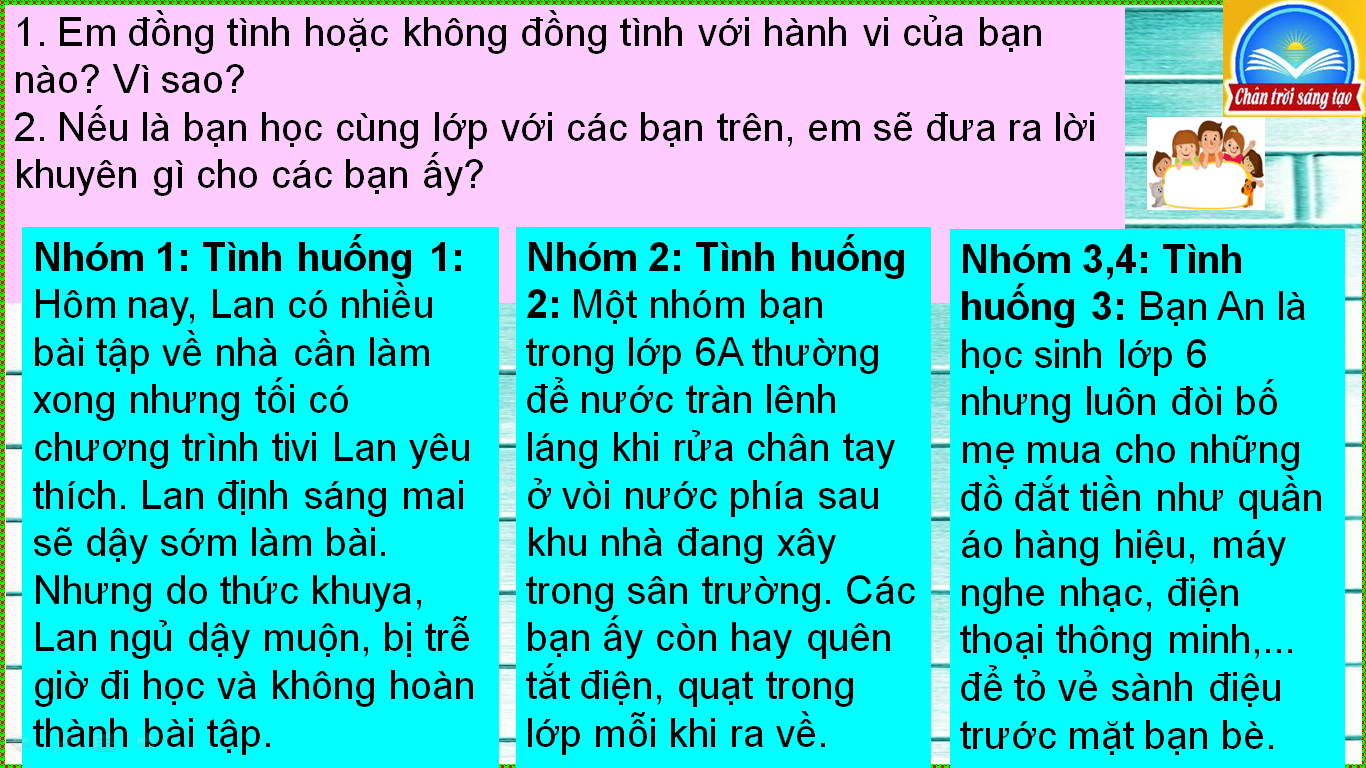 1. Em đồng tình hoặc không đồng tình với hành vi của bạn
nào? Vì sao?
2. Nếu là bạn học cùng lớp với các bạn trên, em sẽ đưa ra lời
khuyên gì cho các bạn ấy?
Chân trời sáng tạo
Nhóm 1: Tình huống 1:
Hôm nay, Lan có nhiều
bài tập về nhà cần làm
xong nhưng tối có
chương trình tivi Lan yêu
thích. Lan định sáng mai
sẽ dậy sớm làm bài.
Nhưng do thức khuya,
Lan ngủ dậy muộn, bị trễ
giờ đi học và không hoàn
thành bài tập.
Nhóm 2: Tình huống
2: Một nhóm bạn
trong lớp 6A thường
để nước tràn lênh
láng khi rửa chân tay
ở vòi nước phía sau
khu nhà đang xây
trong sân trường. Các
bạn ấy còn hay quên
tắt điện, quạt trong
lớp mỗi khi ra về.
Nhóm 3,4: Tình
huống 3: Bạn An là
học sinh lớp 6
nhưng luôn đòi bố
mẹ mua cho những
đồ đắt tiền như quần
áo hàng hiệu, máy
nghe nhạc, điện
thoại thông minh,...
để tỏ vẻ sành điệu
trước mặt bạn bè.